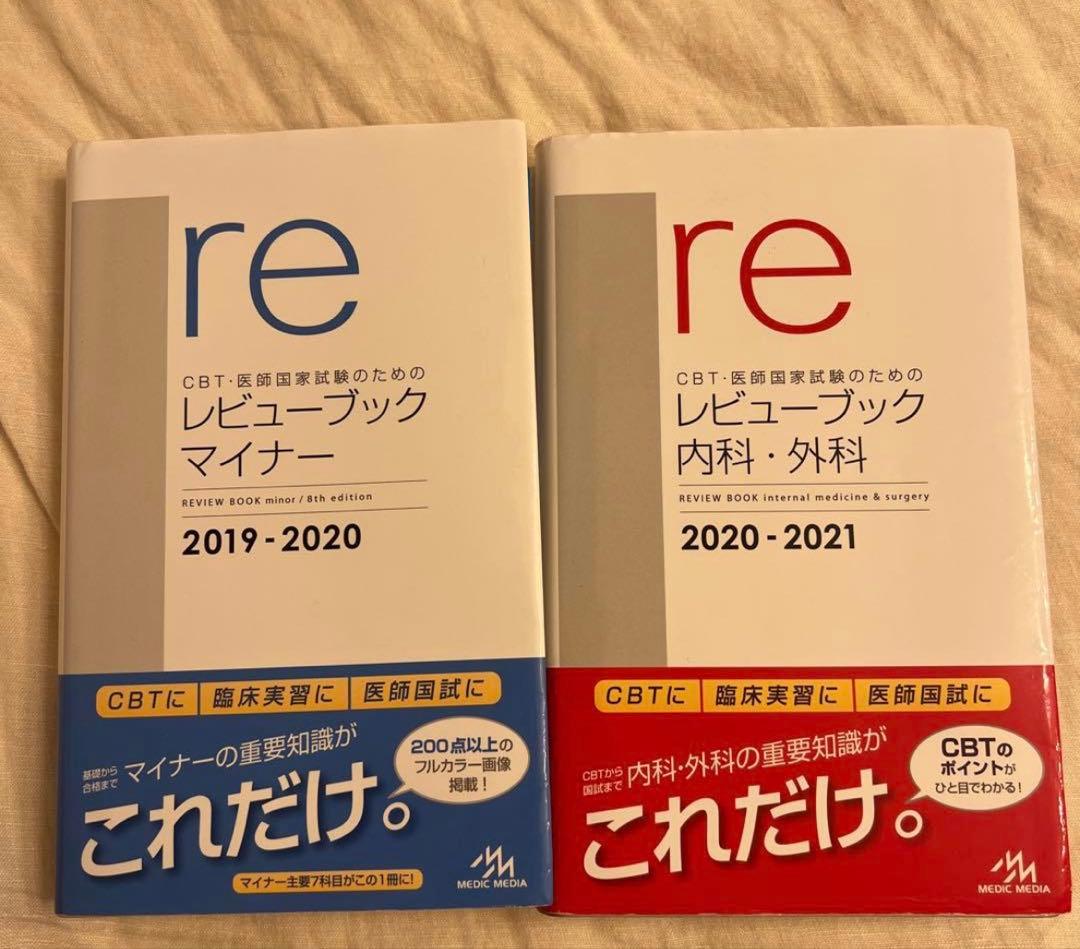 re
CBT・医師国家試験のための
レビューブック
マイナー
REVIEW BOOK minor / 8th edition
2019-2020
CBTに 臨床実習に 医師国試に
基礎から
合格まで
マイナーの重要知識が
これだけ。
200点以上の
フルカラー画像
掲載！
マイナー主要7科目がこの1冊に！
MEDIC MEDIA
re
CBT・医師国家試験のための
レビューブック
内科・外科
REVIEW BOOK internal medicine & surgery
2020-2021
CBTに 臨床実習に 医師国試に
CBTから
国試まで
内科・外科の重要知識が
これだけ。
CBTの
ポイントが
ひと目でわかる！
MEDIC MEDIA